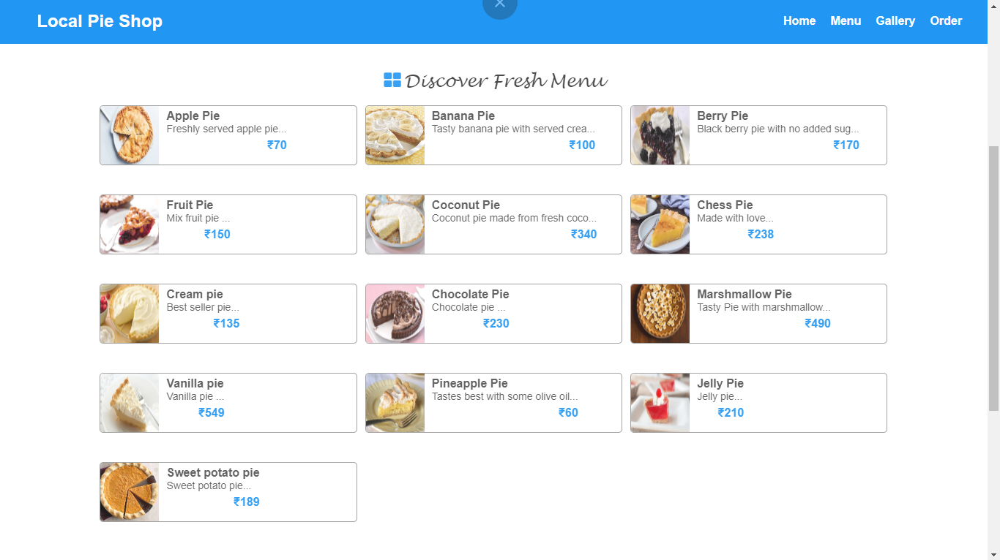 Local Pie Shop
Home Menu Gallery Order
Discover Fresh Menu
Apple Pie
Freshly served apple pie...
₹70
Banana Pie
Tasty banana pie with served crea...
₹100
Berry Pie
Black berry pie with no added sug...
₹170
Fruit Pie
Mix fruit pie ...
₹150
Coconut Pie
Coconut pie made from fresh coco...
₹340
Chess Pie
Made with love...
₹238
Cream pie
Best seller pie...
₹135
Chocolate Pie
Chocolate pie ...
₹230
Marshmallow Pie
Tasty Pie with marshmallow...
₹490
Vanilla pie
Vanilla pie ...
₹549
Pineapple Pie
Tastes best with some olive oil...
₹60
Jelly Pie
Jelly pie...
₹210
Sweet potato pie
Sweet potato pie...
₹189